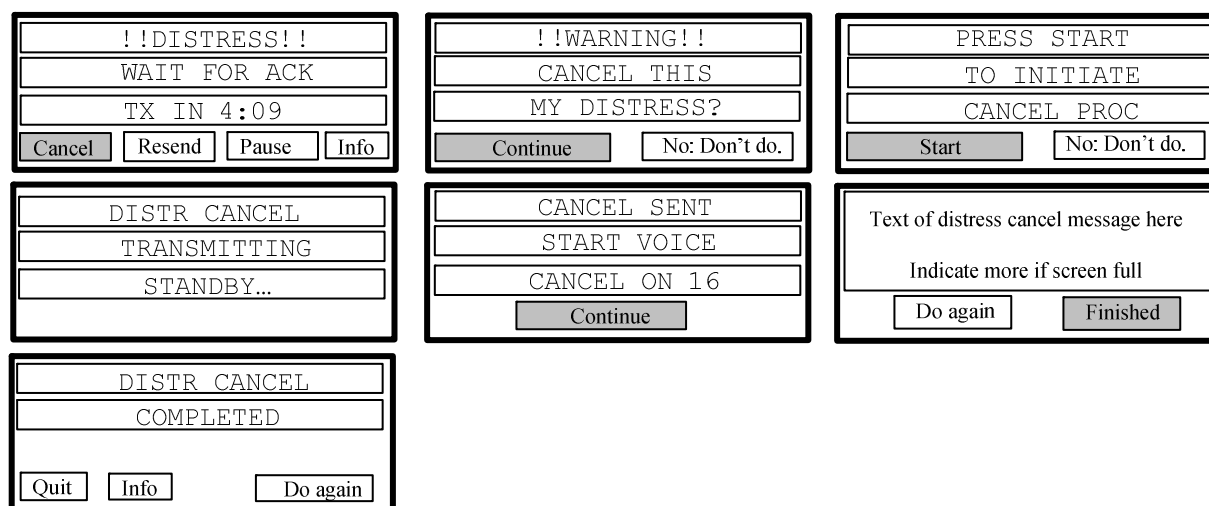 !!DISTRESS!!
WAIT FOR ACK
TX IN 4:09
Cancel Resend Pause Info
!!WARNING!!
CANCEL THIS
MY DISTRESS?
Continue No: Don't do.
PRESS START
TO INITIATE
CANCEL PROC
Start No: Don't do.
DISTR CANCEL
TRANSMITTING
STANDBY…
CANCEL SENT
START VOICE
CANCEL ON 16
Continue
Text of distress cancel message here
Indicate more if screen full
Do again Finished
DISTR CANCEL
COMPLETED
Quit Info Do again